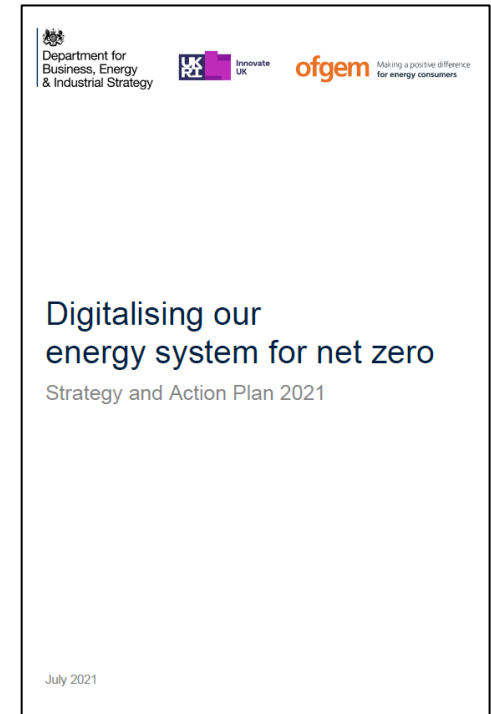 Department for
Business, Energy
& Industrial Strategy
UK
RI
Innovate
UK
ofgem
Making a positive difference
for energy consumers
Digitalising our
energy system for net zero
Strategy and Action Plan 2021
July 2021